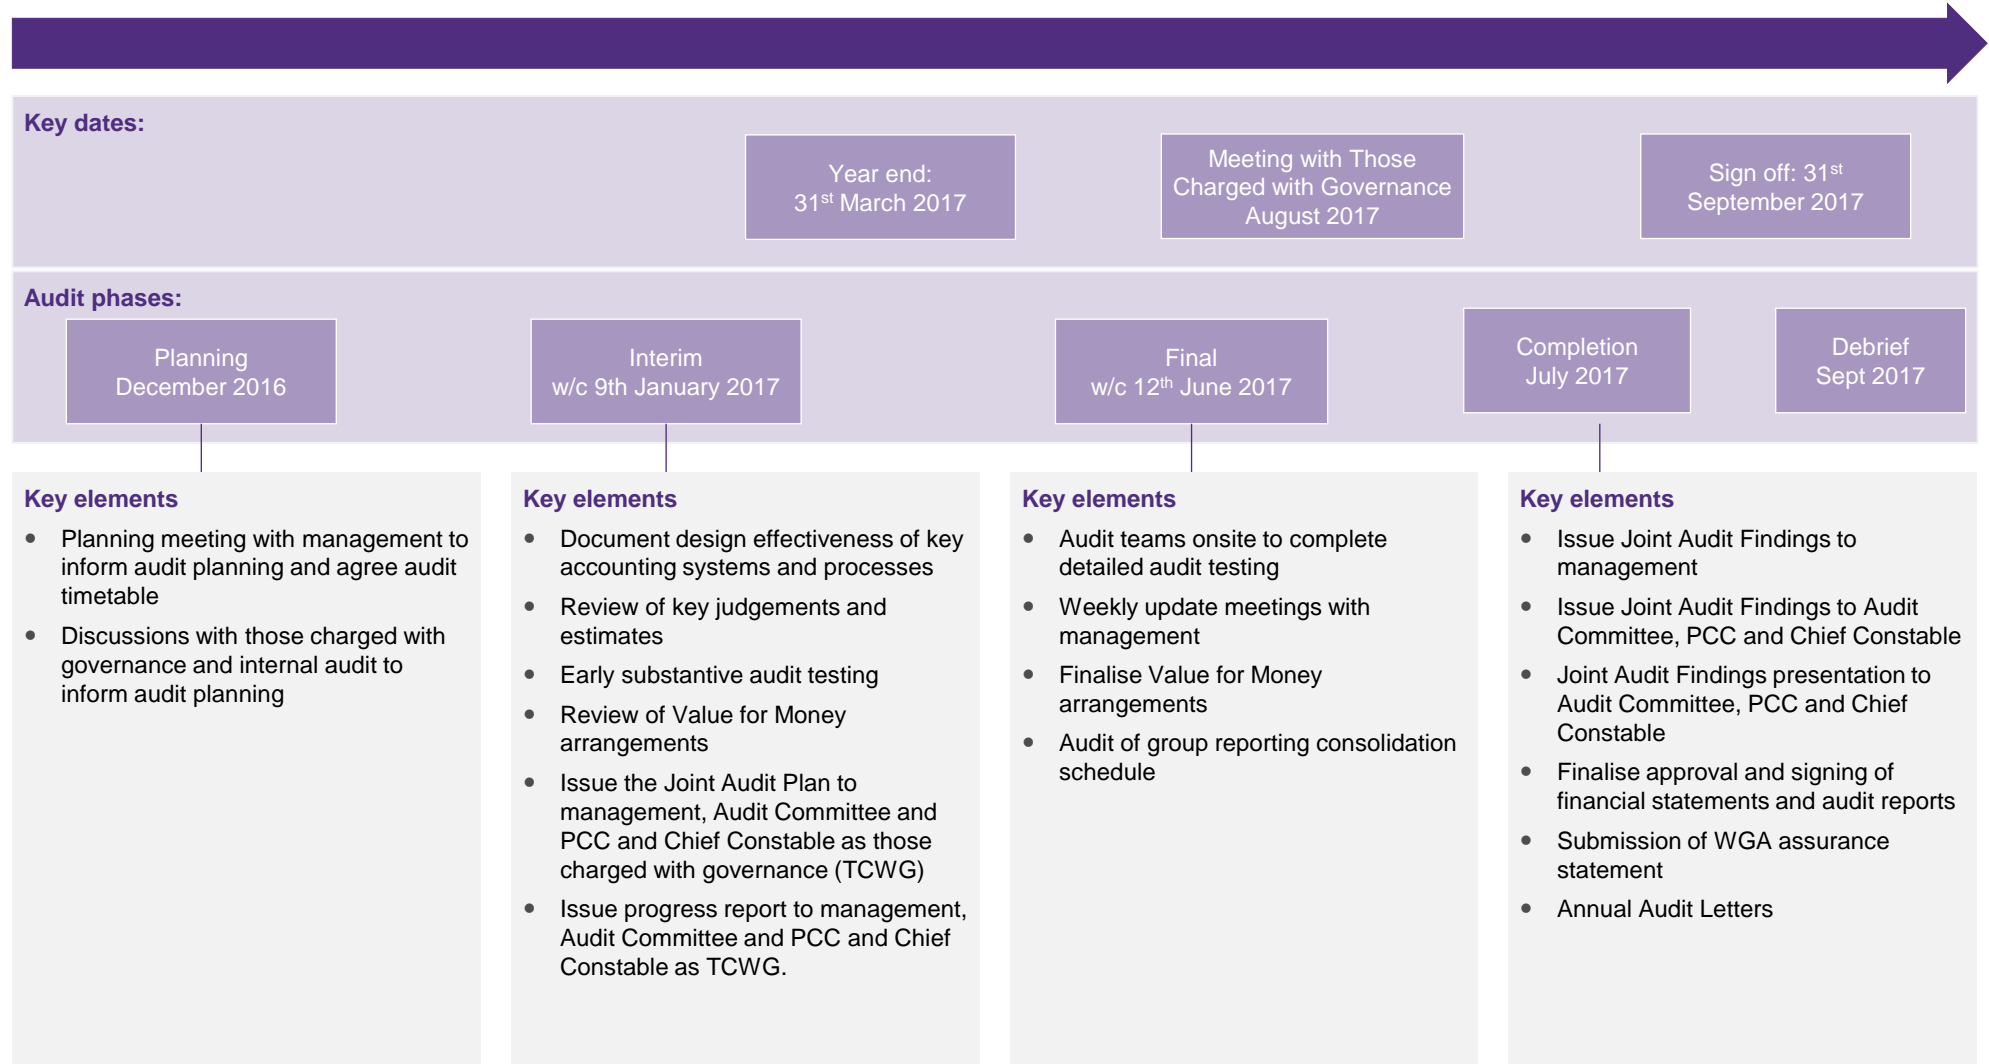 Key dates:
Year end:
31st March 2017
Meeting with Those
Charged with Governance
August 2017
Sign off: 31st
September 2017
Audit phases:
Planning
December 2016
Interim
w/c 9th January 2017
Final
w/c 12th June 2017
Completion
July 2017
Debrief
Sept 2017
Key elements
• Planning meeting with management to
inform audit planning and agree audit
timetable
• Discussions with those charged with
governance and internal audit to
inform audit planning
Key elements
• Document design effectiveness of key
accounting systems and processes
• Review of key judgements and
estimates
• Early substantive audit testing
• Review of Value for Money
arrangements
• Issue the Joint Audit Plan to
management, Audit Committee and
PCC and Chief Constable as those
charged with governance (TCWG)
• Issue progress report to management,
Audit Committee and PCC and Chief
Constable as TCWG.
Key elements
• Audit teams onsite to complete
detailed audit testing
• Weekly update meetings with
management
• Finalise Value for Money
arrangements
• Audit of group reporting consolidation
schedule
Key elements
• Issue Joint Audit Findings to
management
• Issue Joint Audit Findings to Audit
Committee, PCC and Chief Constable
• Joint Audit Findings presentation to
Audit Committee, PCC and Chief
Constable
• Finalise approval and signing of
financial statements and audit reports
• Submission of WGA assurance
statement
• Annual Audit Letters